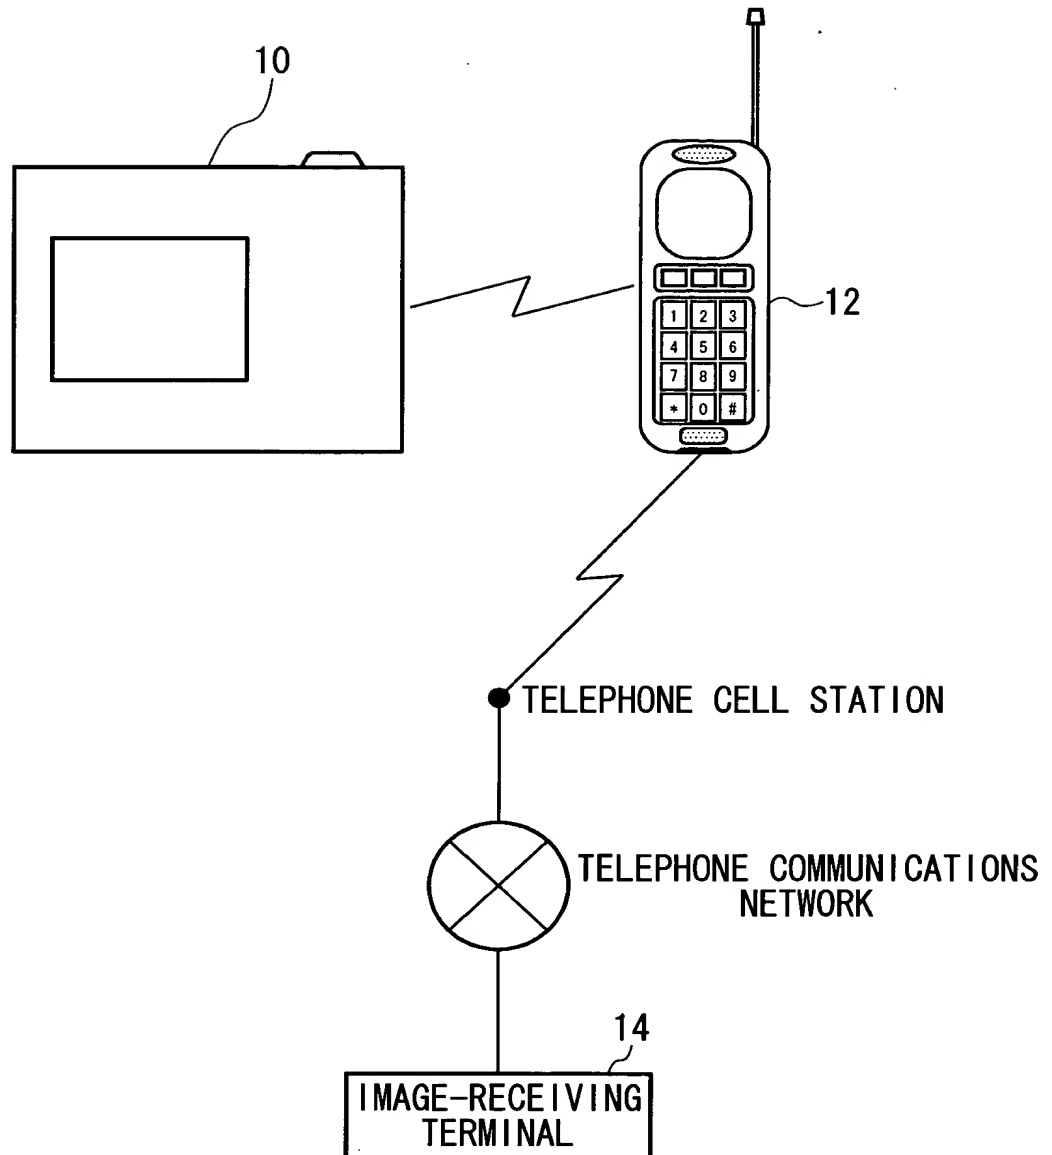 10
12
1 2 3
4 5 6
7 8 9
* 0 #
TELEPHONE CELL STATION
TELEPHONE COMMUNICATIONS
NETWORK
14
IMAGE-RECEIVING
TERMINAL